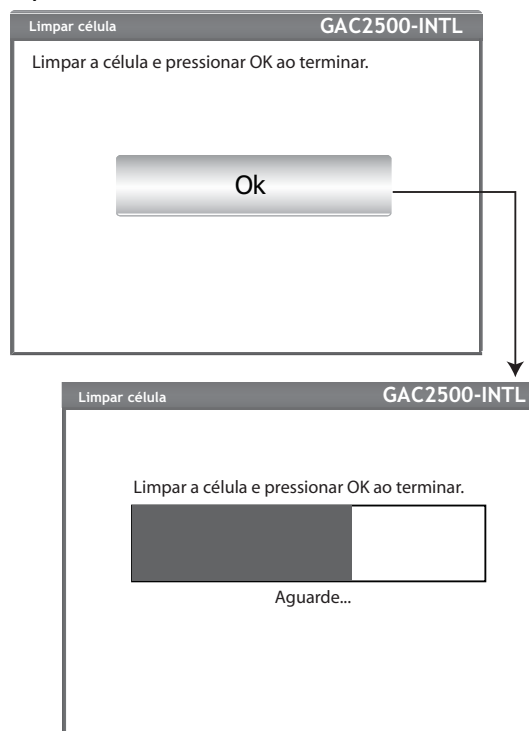 Limpar célula GAC2500-INTL
Limpar a célula e pressionar OK ao terminar.
Ok
Limpar célula GAC2500-INTL
Limpar a célula e pressionar OK ao terminar.
Aguarde...